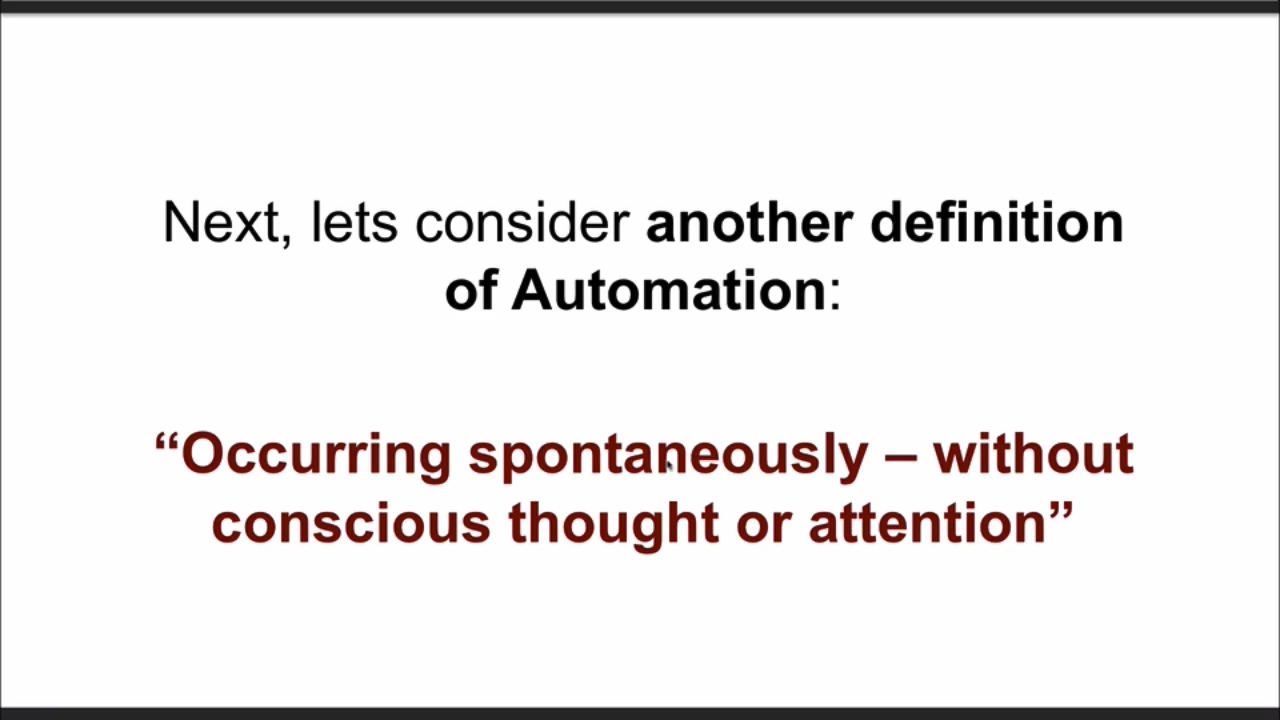 Next, lets consider another definition
of Automation:
“Occurring spontaneously – without
conscious thought or attention”